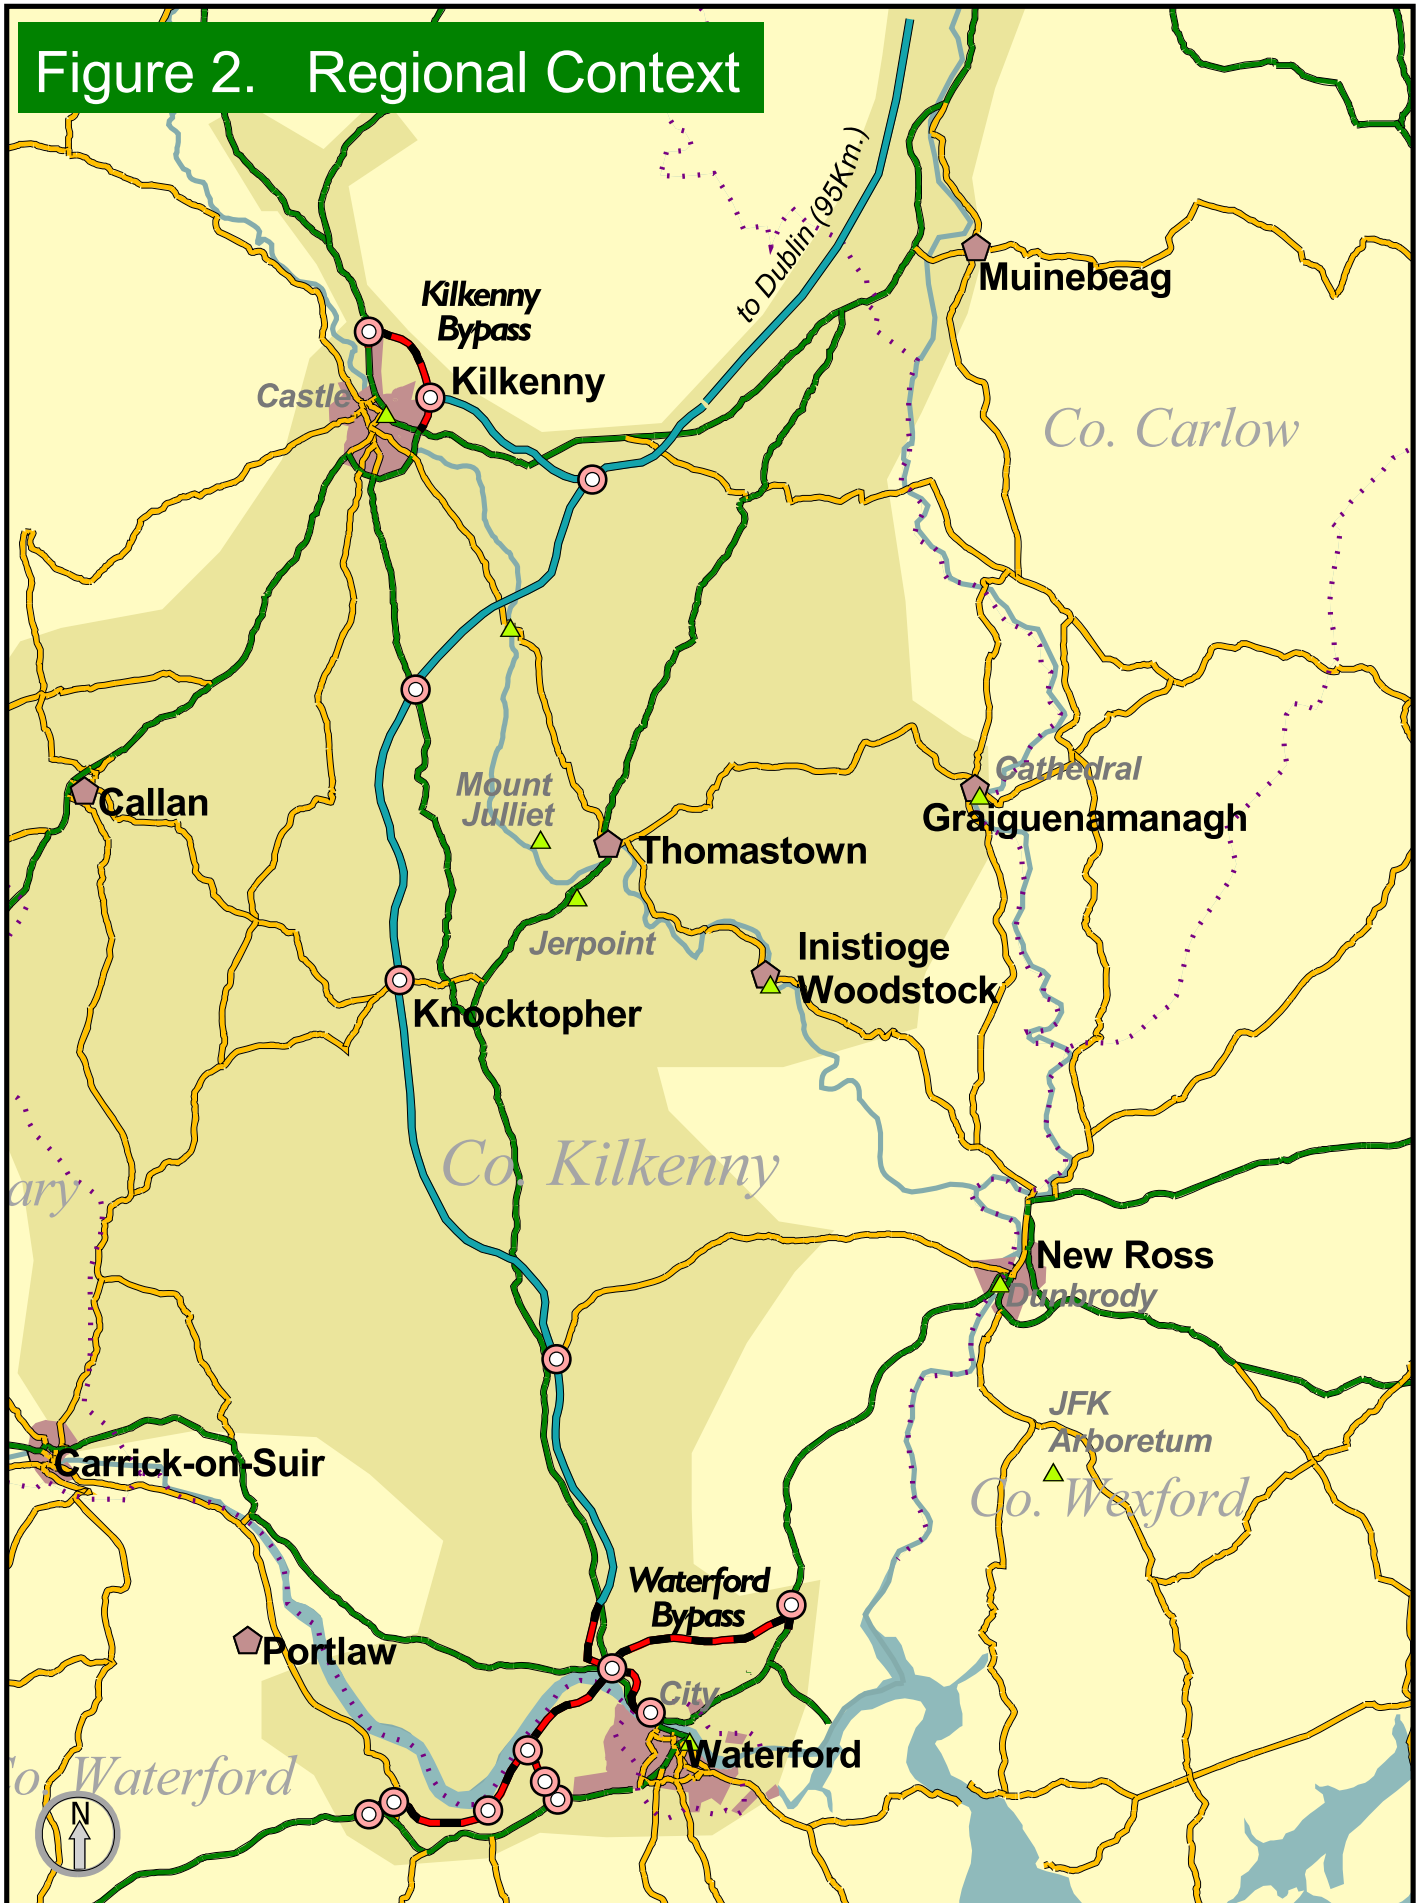 Figure 2. Regional Context
to Dublin (95Km.)
Muinebeag
Kilkenny
Bypass
Castle
Kilkenny
Co. Carlow
Mount
Julliet
Callan
Cathedral
Graiguenamanagh
Thomastown
Jerpoint
Inistioge
Woodstock
Knocktopher
Co. Kilkenny
ary
New Ross
Dunbrody
JFK
Arboretum
Carrick-on-Suir
Co. Wexford
Waterford
Bypass
Portlaw
City
Waterford
o. Waterford
N